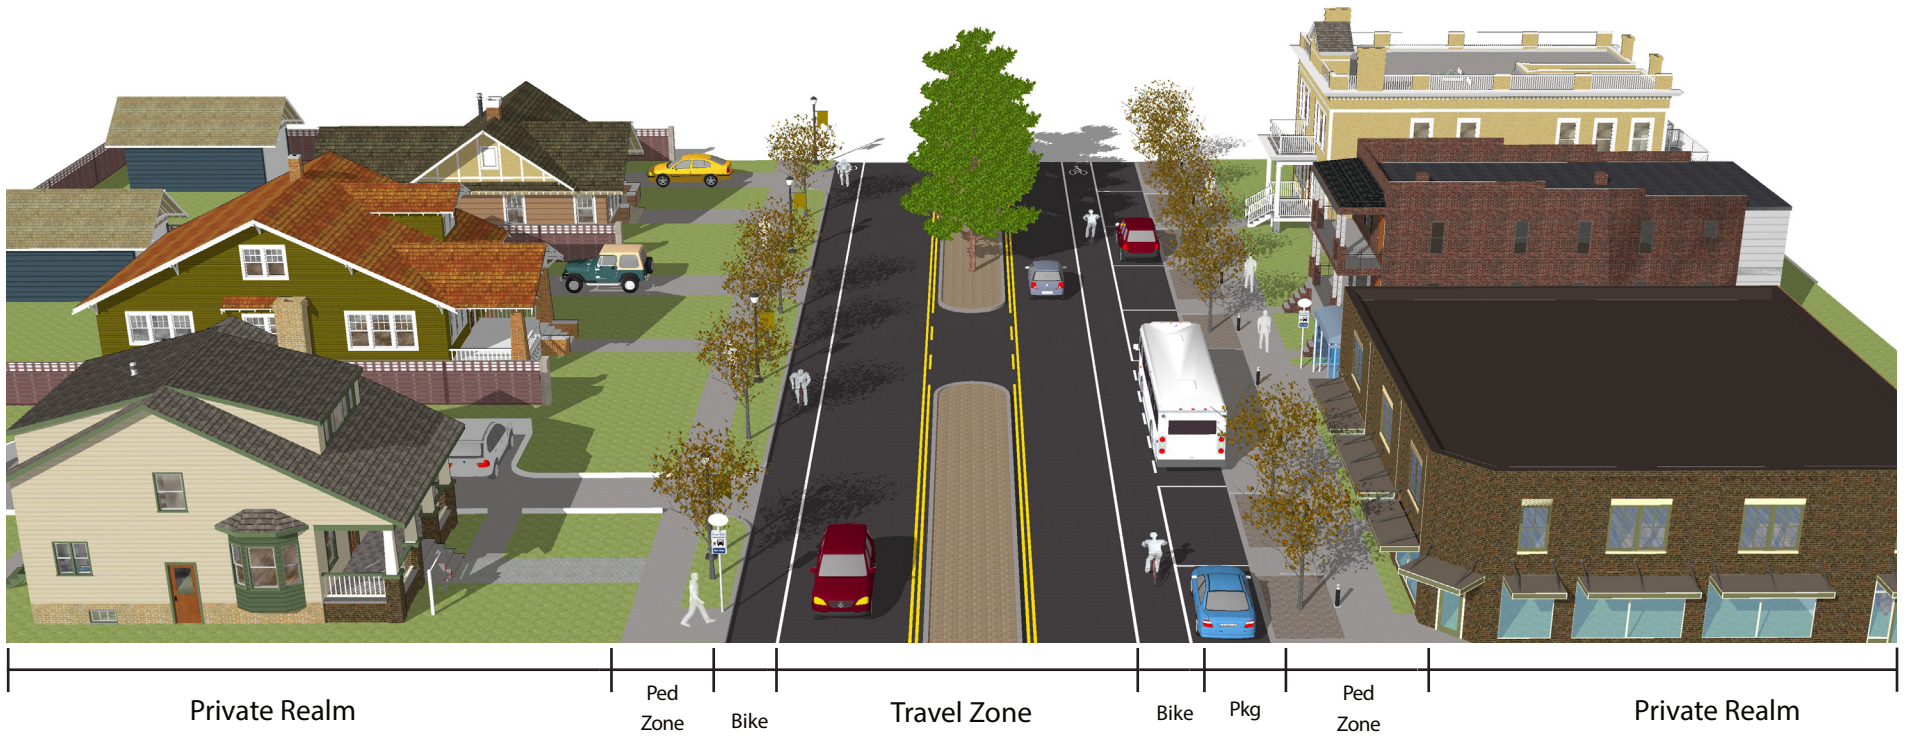 Private Realm
Ped
Zone
Bike
Travel Zone
Bike
Pkg
Ped
Zone
Private Realm